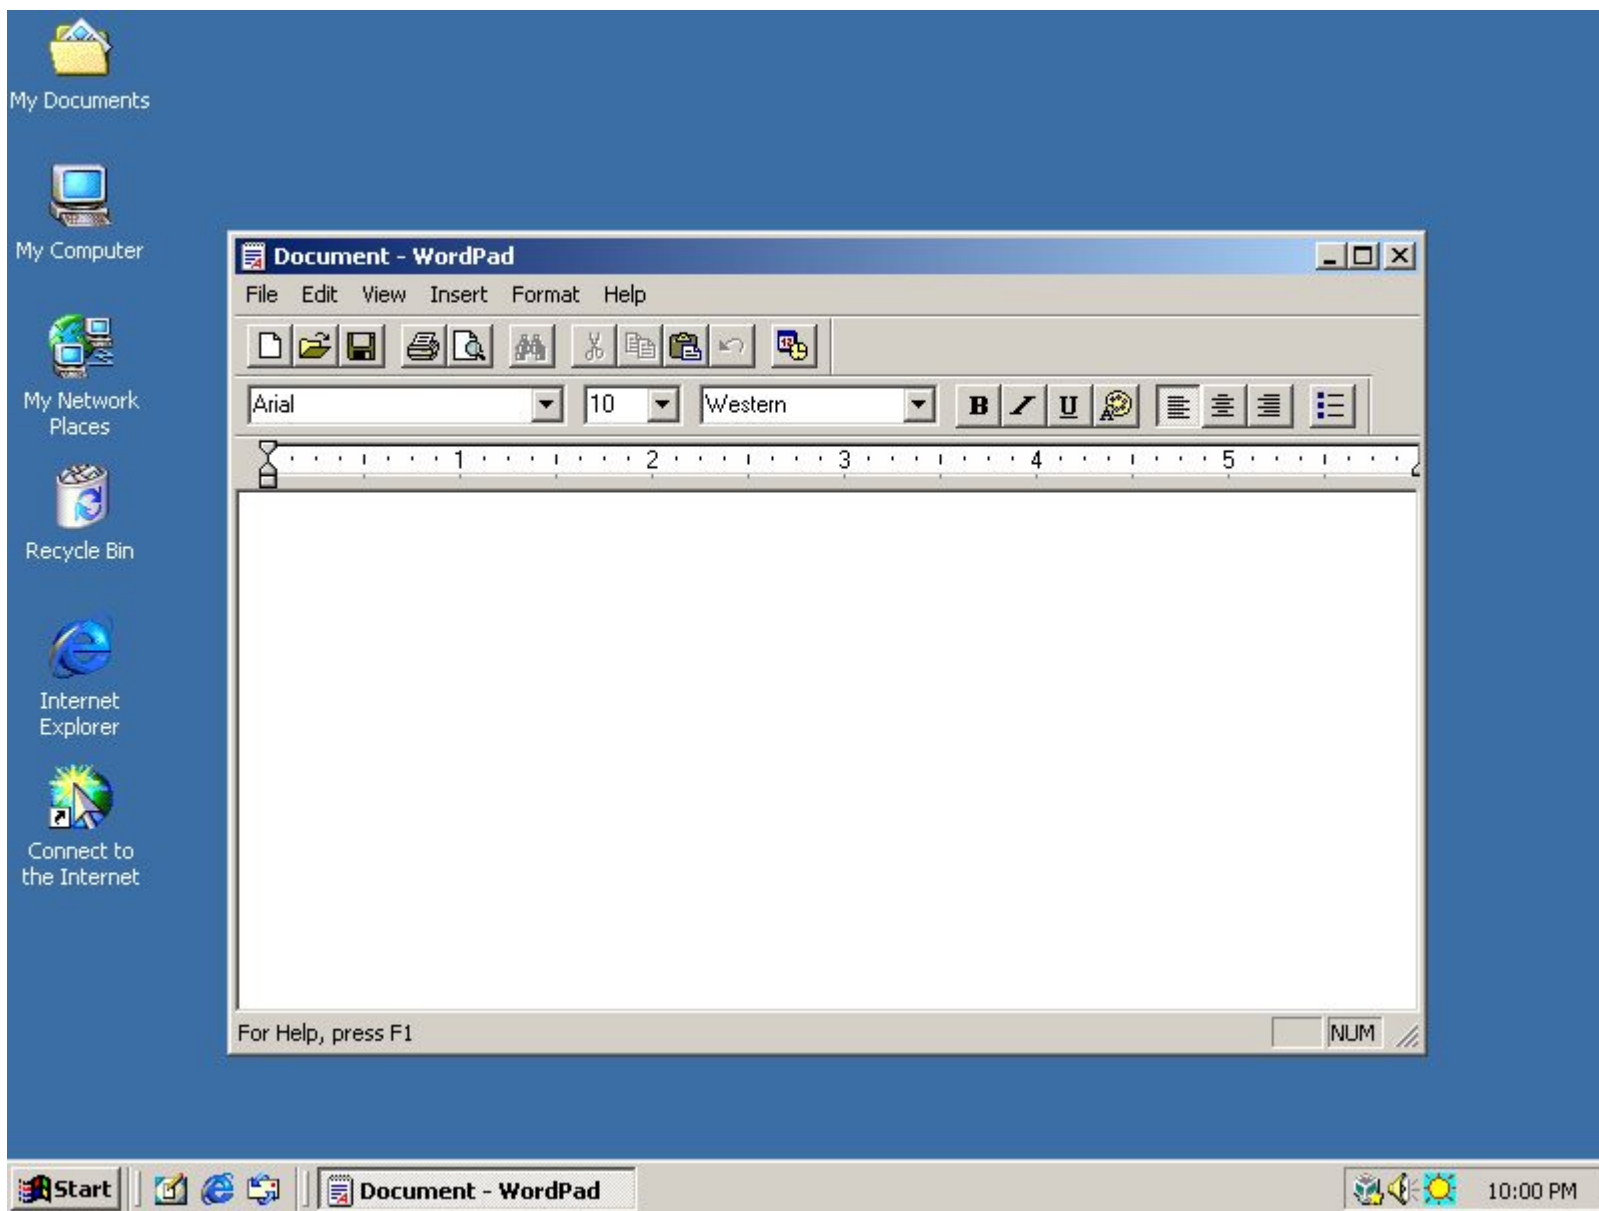 My Documents
My Computer
My Network
Places
Recycle Bin
Internet
Explorer
Connect to
the Internet
Document - WordPad
File Edit View Insert Format Help
Arial 10 Western B I U
1 2 3 4 5
For Help, press F1 NUM
Start Document - WordPad 10:00 PM